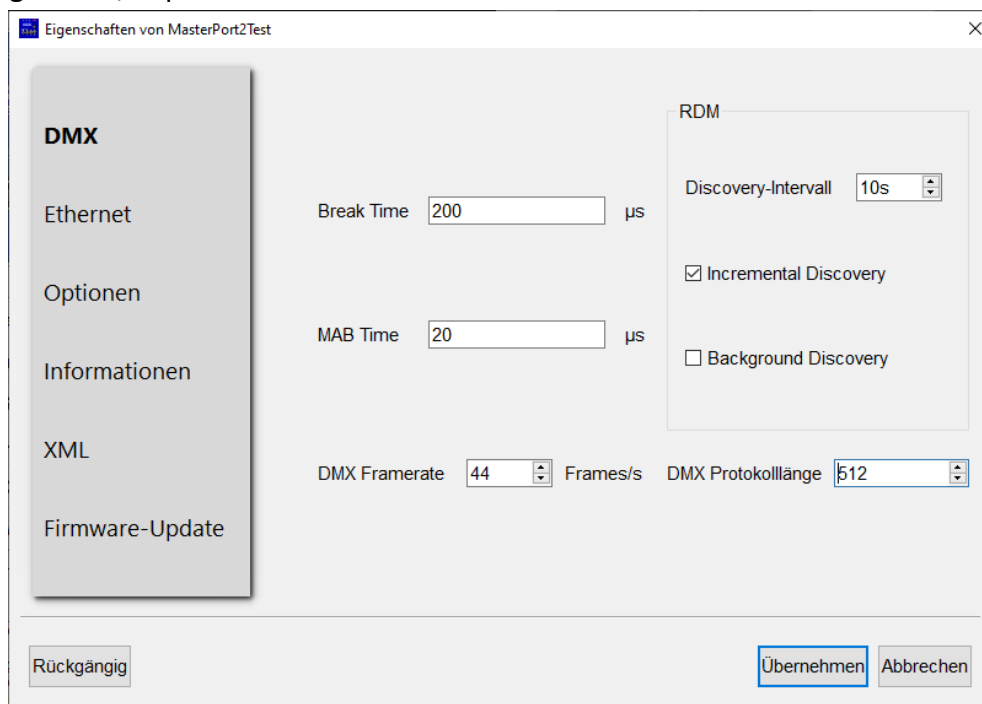 Eigenschaften von MasterPort2Test
DMX
Ethernet
Optionen
Informationen
XML
Firmware-Update
Break Time 200 µs
MAB Time 20 µs
DMX Framerate 44 Frames/s
RDM
Discovery-Intervall 10s
Incremental Discovery
Background Discovery
DMX Protokolllänge 512
Rückgängig
Übernehmen Abbrechen